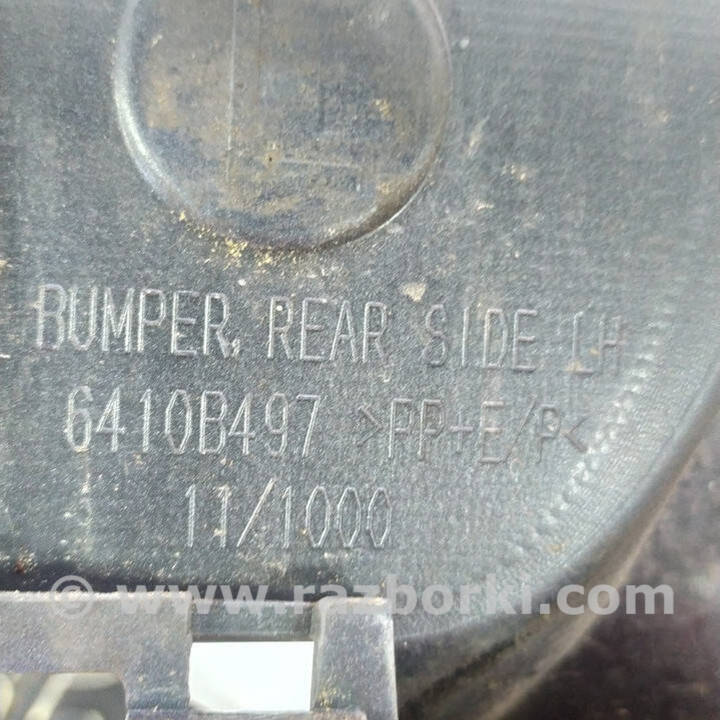 BUMPER, REAR SIDE LH
6410B497 >PP+E/P<
11/1000
© www.razborki.com